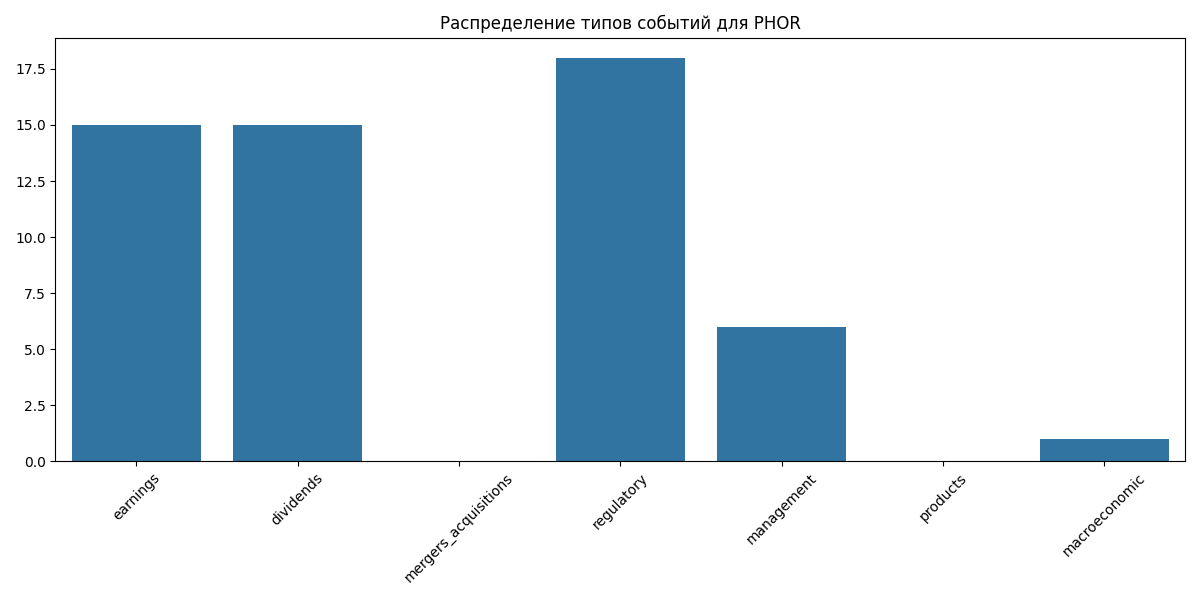 Распределение типов событий для PHOR
17.5
15.0
12.5
10.0
7.5
5.0
2.5
0.0
earnings
dividends
mergers_acquisitions
regulatory
management
products
macroeconomic